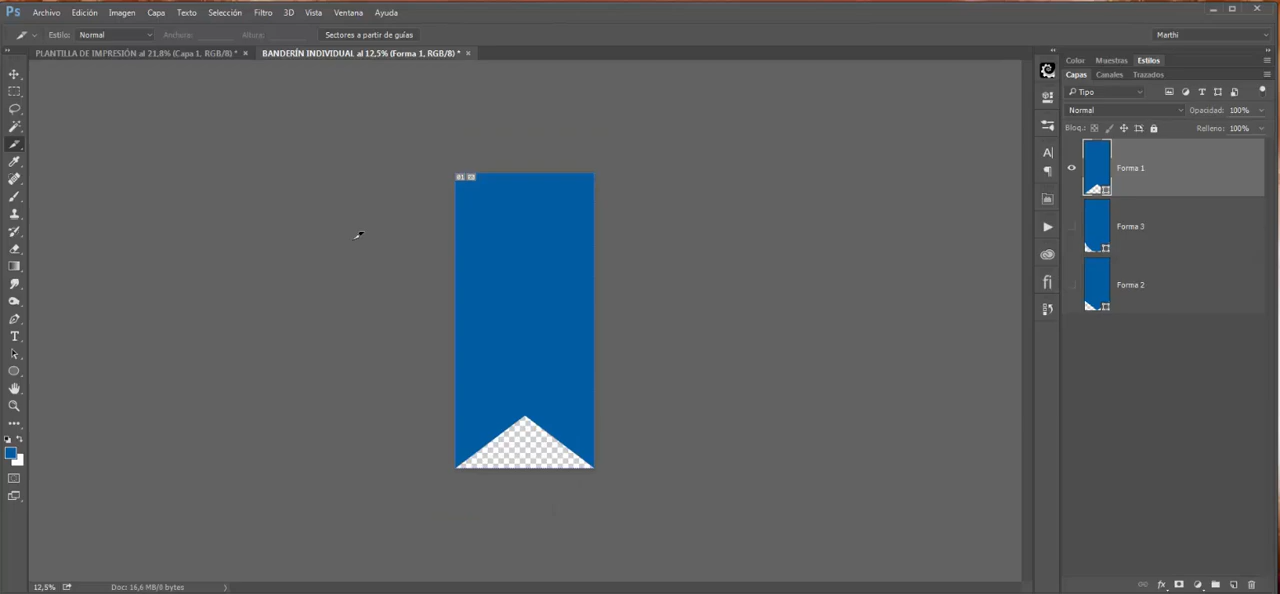 Ps Archivo Edición Imagen Capa Texto Selección Filtro 3D Vista Ventana Ayuda
Estilo: Normal Anchura: Altura: Sectores a partir de guías Marthi
PLANTILLA DE IMPRESIÓN al 21,8% (Capa 1, RGB/8) * × BANDERÍN INDIVIDUAL al 12,5% (Forma 1, RGB/8) * ×
Color Muestras Estilos
Capas Canales Trazados
Tipo
Normal Opacidad: 100%
Bloq.: Relleno: 100%
Forma 1
01
Forma 3
Forma 2
12,5% Doc: 16,6 MB/0 bytes